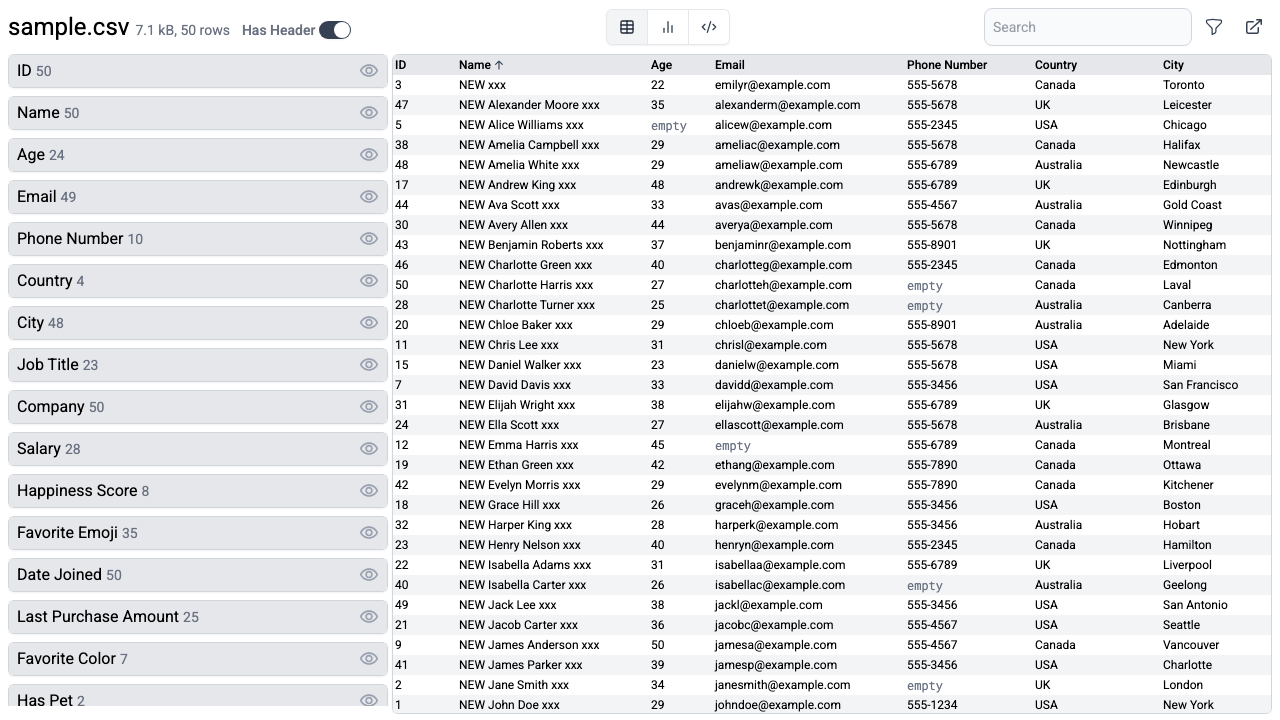 sample.csv 7.1 kB, 50 rows Has Header Search
ID 50
Name 50
Age 24
Email 49
Phone Number 10
Country 4
City 48
Job Title 23
Company 50
Salary 28
Happiness Score 8
Favorite Emoji 35
Date Joined 50
Last Purchase Amount 25
Favorite Color 7
Has Pet 2
ID Name ↑ Age Email Phone Number Country City
3 NEW xxx 22 emilyr@example.com 555-5678 Canada Toronto
47 NEW Alexander Moore xxx 35 alexanderm@example.com 555-5678 UK Leicester
5 NEW Alice Williams xxx empty alicew@example.com 555-2345 USA Chicago
38 NEW Amelia Campbell xxx 29 ameliac@example.com 555-5678 Canada Halifax
48 NEW Amelia White xxx 29 ameliaw@example.com 555-6789 Australia Newcastle
17 NEW Andrew King xxx 48 andrewk@example.com 555-6789 UK Edinburgh
44 NEW Ava Scott xxx 33 avas@example.com 555-4567 Australia Gold Coast
30 NEW Avery Allen xxx 44 averya@example.com 555-5678 Canada Winnipeg
43 NEW Benjamin Roberts xxx 37 benjaminr@example.com 555-8901 UK Nottingham
46 NEW Charlotte Green xxx 40 charlotteg@example.com 555-2345 Canada Edmonton
50 NEW Charlotte Harris xxx 27 charlotteh@example.com empty Canada Laval
28 NEW Charlotte Turner xxx 25 charlottet@example.com empty Australia Canberra
20 NEW Chloe Baker xxx 29 chloeb@example.com 555-8901 Australia Adelaide
11 NEW Chris Lee xxx 31 chrisl@example.com 555-5678 USA New York
15 NEW Daniel Walker xxx 23 danielw@example.com 555-5678 USA Miami
7 NEW David Davis xxx 33 davidd@example.com 555-3456 USA San Francisco
31 NEW Elijah Wright xxx 38 elijahw@example.com 555-6789 UK Glasgow
24 NEW Ella Scott xxx 27 ellascott@example.com 555-5678 Australia Brisbane
12 NEW Emma Harris xxx 45 empty 555-6789 Canada Montreal
19 NEW Ethan Green xxx 42 ethang@example.com 555-7890 Canada Ottawa
42 NEW Evelyn Morris xxx 29 evelynm@example.com 555-7890 Canada Kitchener
18 NEW Grace Hill xxx 26 graceh@example.com 555-3456 USA Boston
32 NEW Harper King xxx 28 harperk@example.com 555-3456 Australia Hobart
23 NEW Henry Nelson xxx 40 henryn@example.com 555-2345 Canada Hamilton
22 NEW Isabella Adams xxx 31 isabellaa@example.com 555-6789 UK Liverpool
40 NEW Isabella Carter xxx 26 isabellac@example.com empty Australia Geelong
49 NEW Jack Lee xxx 38 jackl@example.com 555-3456 USA San Antonio
21 NEW Jacob Carter xxx 36 jacobc@example.com 555-4567 USA Seattle
9 NEW James Anderson xxx 50 jamesa@example.com 555-4567 Canada Vancouver
41 NEW James Parker xxx 39 jamesp@example.com 555-3456 USA Charlotte
2 NEW Jane Smith xxx 34 janesmith@example.com empty UK London
1 NEW John Doe xxx 29 johndoe@example.com 555-1234 USA New York